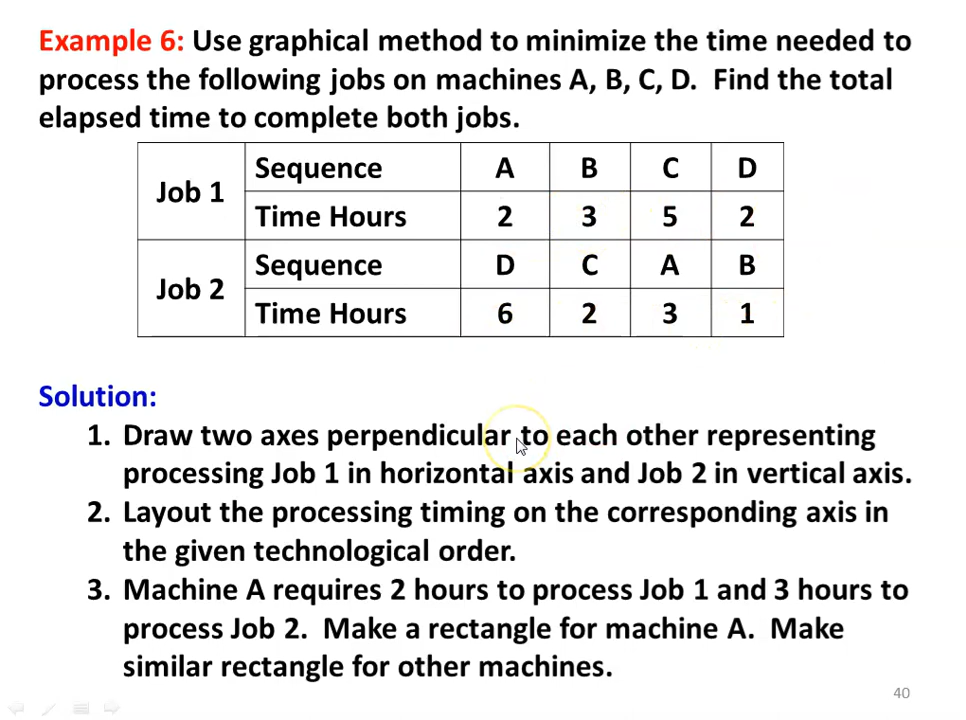 Example 6: Use graphical method to minimize the time needed to
process the following jobs on machines A, B, C, D. Find the total
elapsed time to complete both jobs.
Job 1
Sequence A B C D
Time Hours 2 3 5 2
Job 2
Sequence D C A B
Time Hours 6 2 3 1
Solution:
1. Draw two axes perpendicular to each other representing
processing Job 1 in horizontal axis and Job 2 in vertical axis.
2. Layout the processing timing on the corresponding axis in
the given technological order.
3. Machine A requires 2 hours to process Job 1 and 3 hours to
process Job 2. Make a rectangle for machine A. Make
similar rectangle for other machines.
40